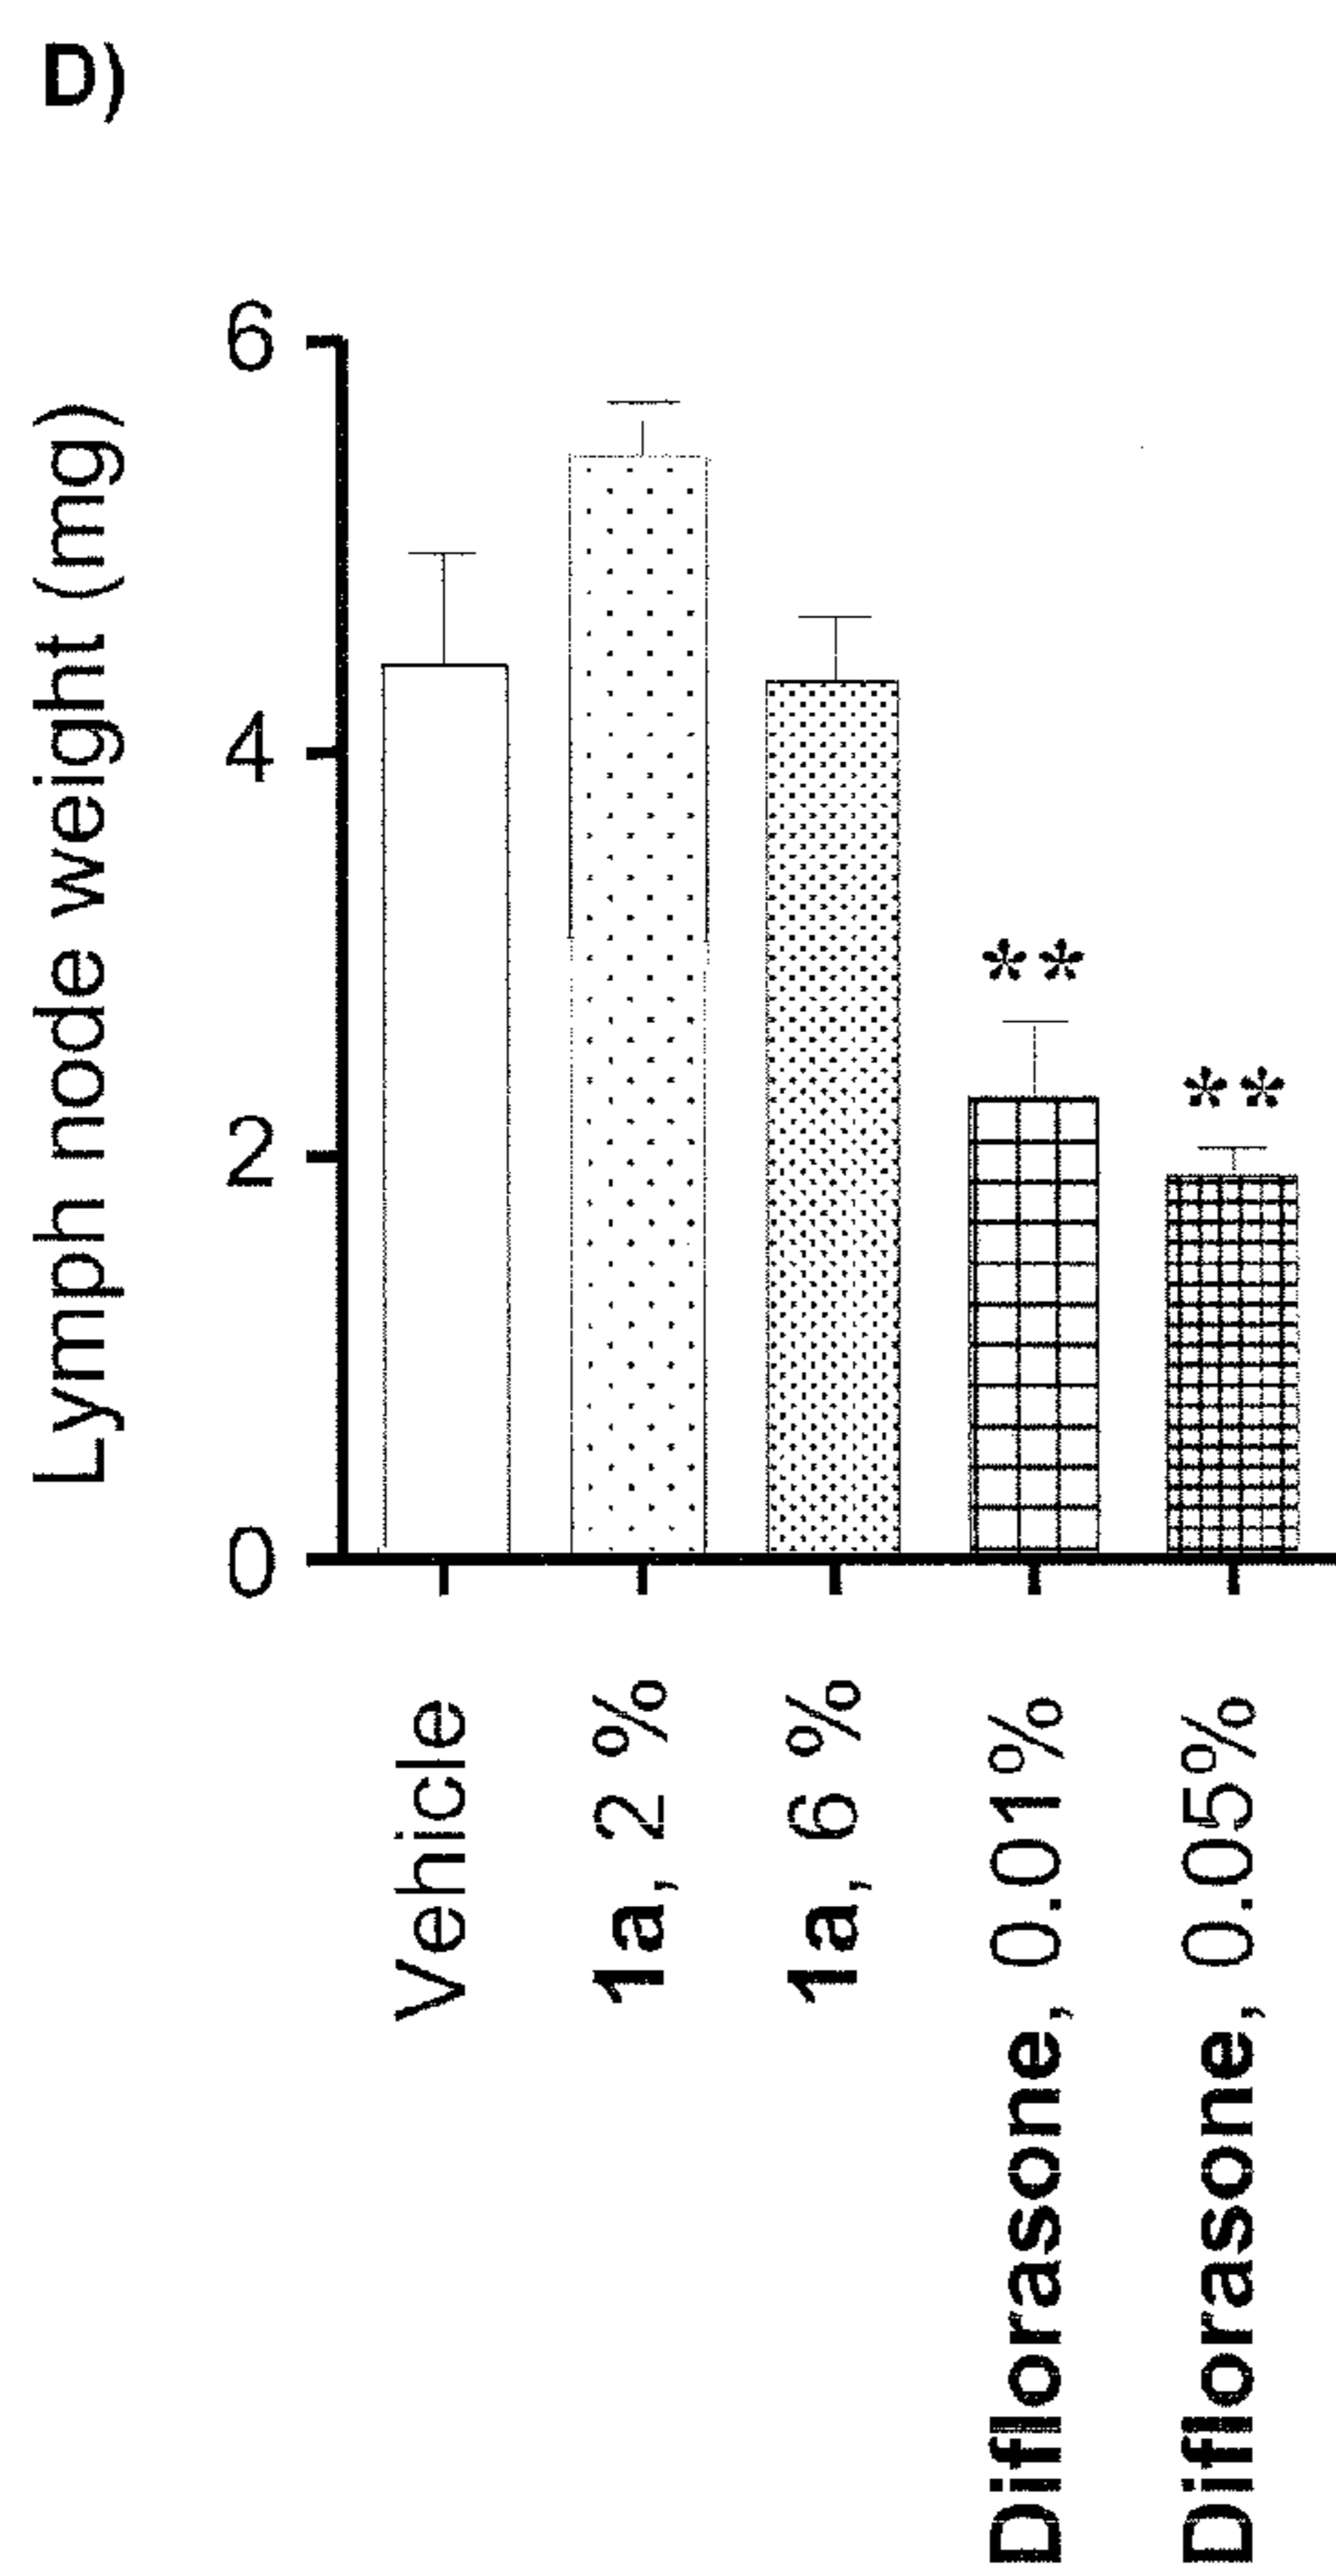 D)
Lymph node weight (mg)
6
4
2
0
**
**
Vehicle
1a, 2 %
1a, 6 %
Diflorasone, 0.01%
Diflorasone, 0.05%